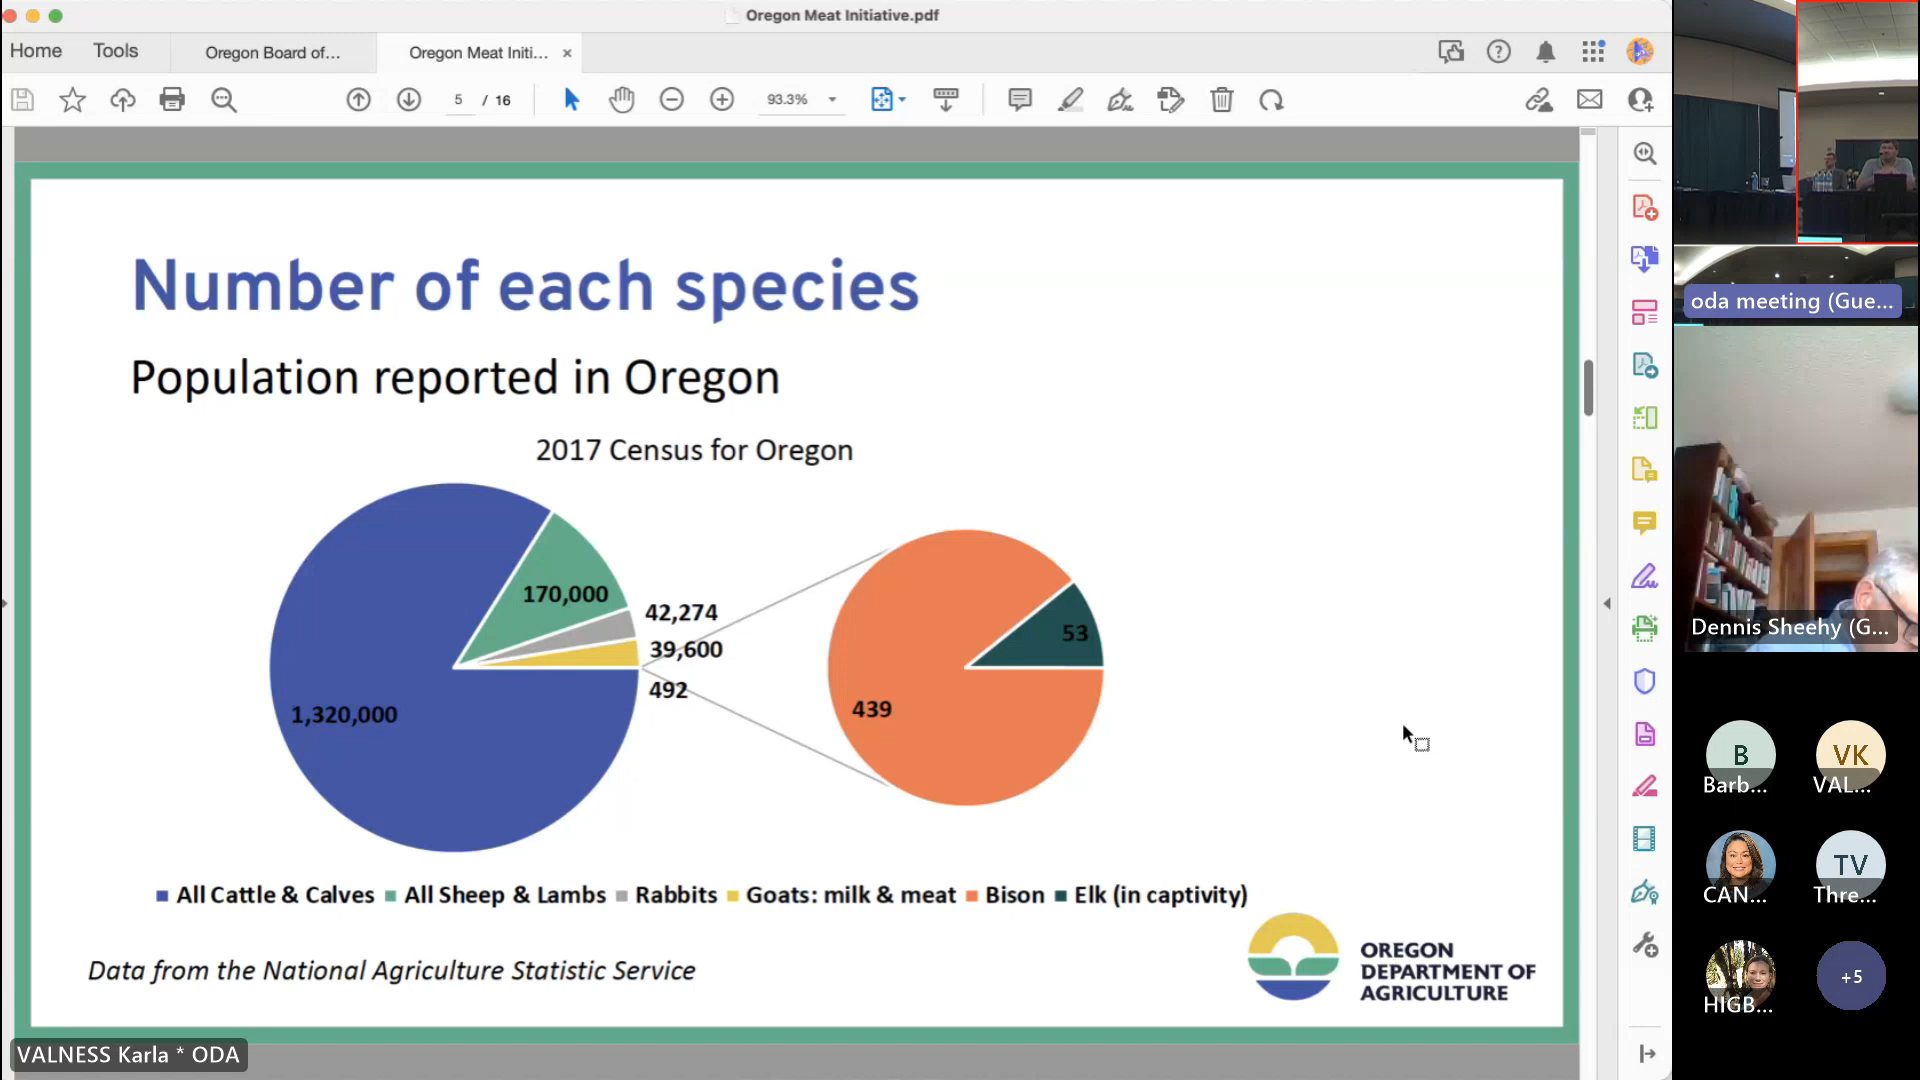 Oregon Meat Initiative.pdf
Home Tools Oregon Board of... Oregon Meat Initi... ×
5 / 16 93.3%
Number of each species
Population reported in Oregon
2017 Census for Oregon
170,000
42,274
39,600
492
1,320,000
53
439
All Cattle & Calves All Sheep & Lambs Rabbits Goats: milk & meat Bison Elk (in captivity)
Data from the National Agriculture Statistic Service
OREGON
DEPARTMENT OF
AGRICULTURE
VALNESS Karla * ODA
oda meeting (Gue...
Dennis Sheehy (G...
B VK
Barb... VAL...
TV
CAN... Thre...
+5
HIGB...